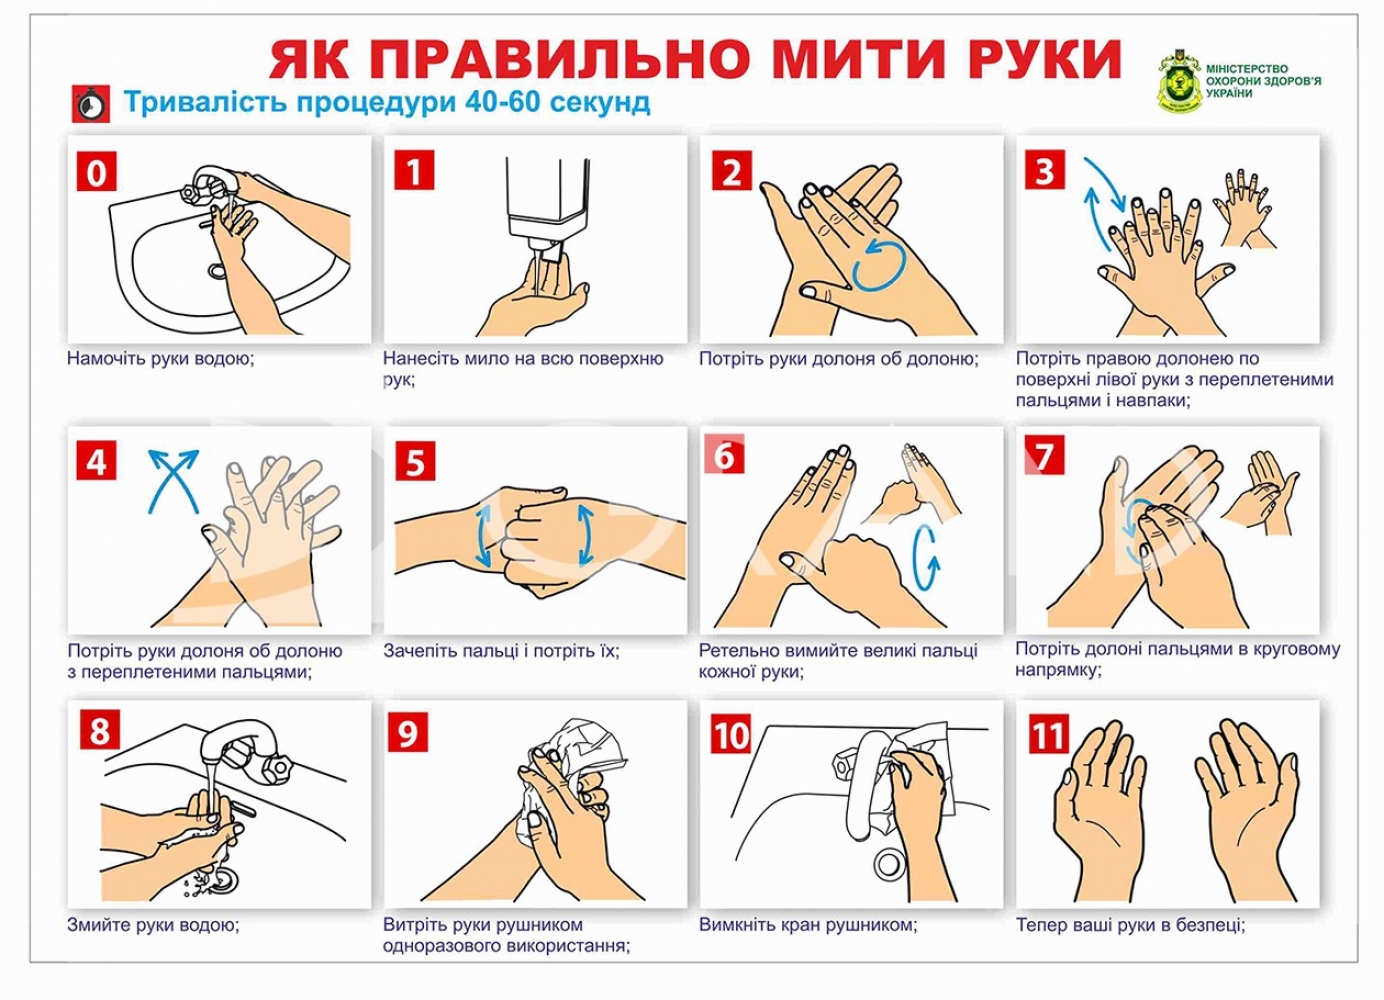 ЯК ПРАВИЛЬНО МИТИ РУКИ
МІНІСТЕРСТВО
ОХОРОНИ ЗДОРОВ'Я
УКРАЇНИ
Тривалість процедури 40-60 секунд
0
Намочіть руки водою;
1
Нанесіть мило на всю поверхню
рук;
2
Потріть руки долоня об долоню;
3
Потріть правою долонею по
поверхні лівої руки з переплетеними
пальцями і навпаки;
4
Потріть руки долоня об долоню
з переплетеними пальцями;
5
Зачепіть пальці і потріть їх;
6
Ретельно вимийте великі пальці
кожної руки;
7
Потріть долоні пальцями в круговому
напрямку;
8
Змийте руки водою;
9
Витріть руки рушником
одноразового використання;
10
Вимкніть кран рушником;
11
Тепер ваші руки в безпеці;